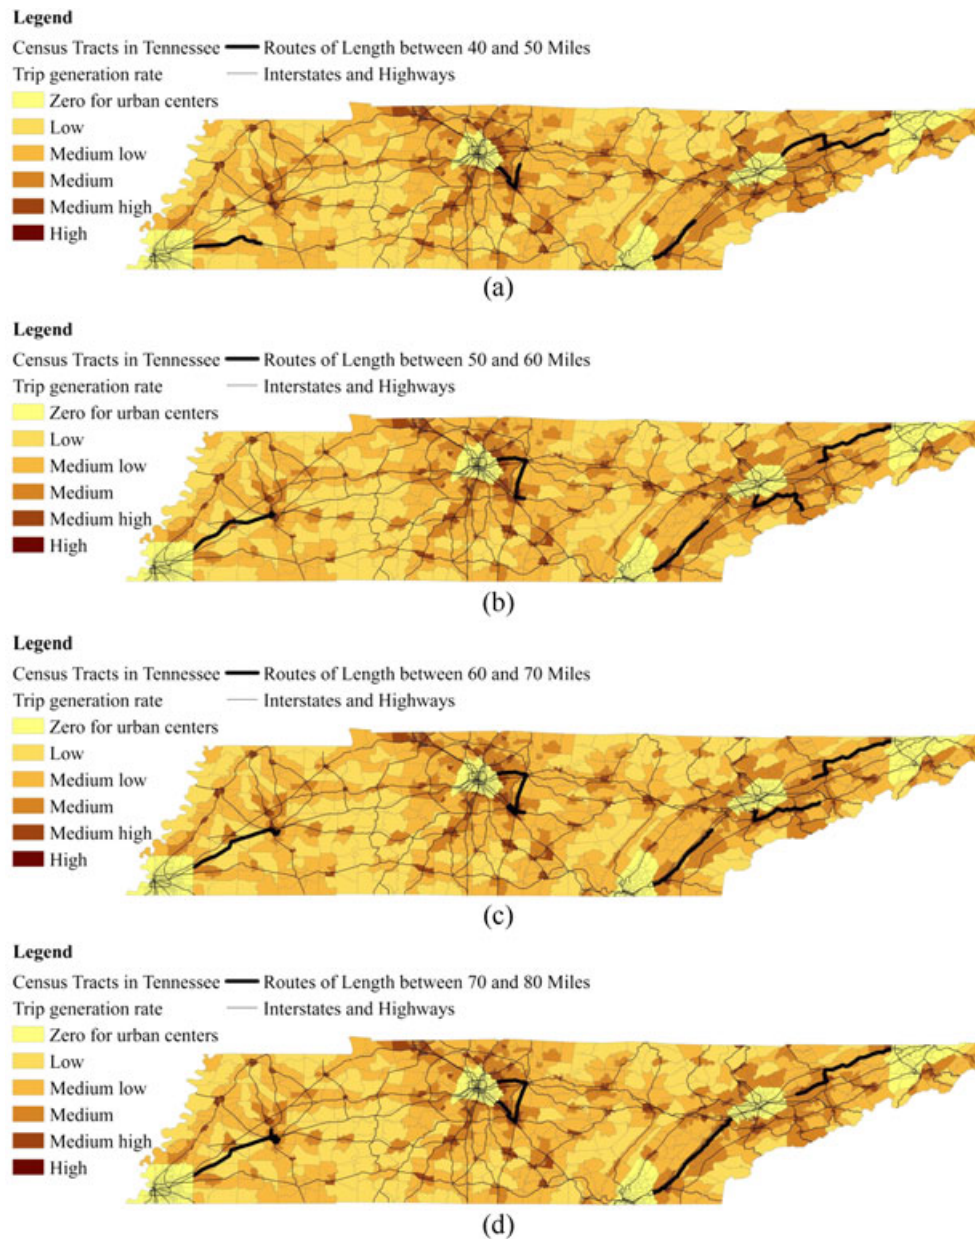 Legend
Census Tracts in Tennessee Routes of Length between 40 and 50 Miles
Trip generation rate Interstates and Highways
Zero for urban centers
Low
Medium low
Medium
Medium high
High
(a)
Legend
Census Tracts in Tennessee Routes of Length between 50 and 60 Miles
Trip generation rate Interstates and Highways
Zero for urban centers
Low
Medium low
Medium
Medium high
High
(b)
Legend
Census Tracts in Tennessee Routes of Length between 60 and 70 Miles
Trip generation rate Interstates and Highways
Zero for urban centers
Low
Medium low
Medium
Medium high
High
(c)
Legend
Census Tracts in Tennessee Routes of Length between 70 and 80 Miles
Trip generation rate Interstates and Highways
Zero for urban centers
Low
Medium low
Medium
Medium high
High
(d)